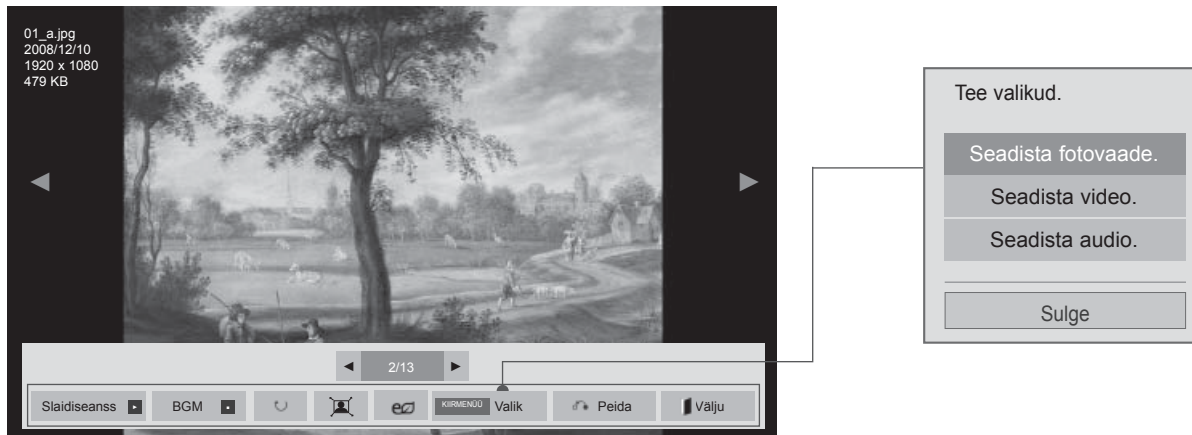 01_a.jpg
2008/12/10
1920 x 1080
479 KB
2/13
Slaidiseanss
BGM
KIIRMENÜÜ Valik
Peida
Välju
Tee valikud.
Seadista fotovaade.
Seadista video.
Seadista audio.
Sulge